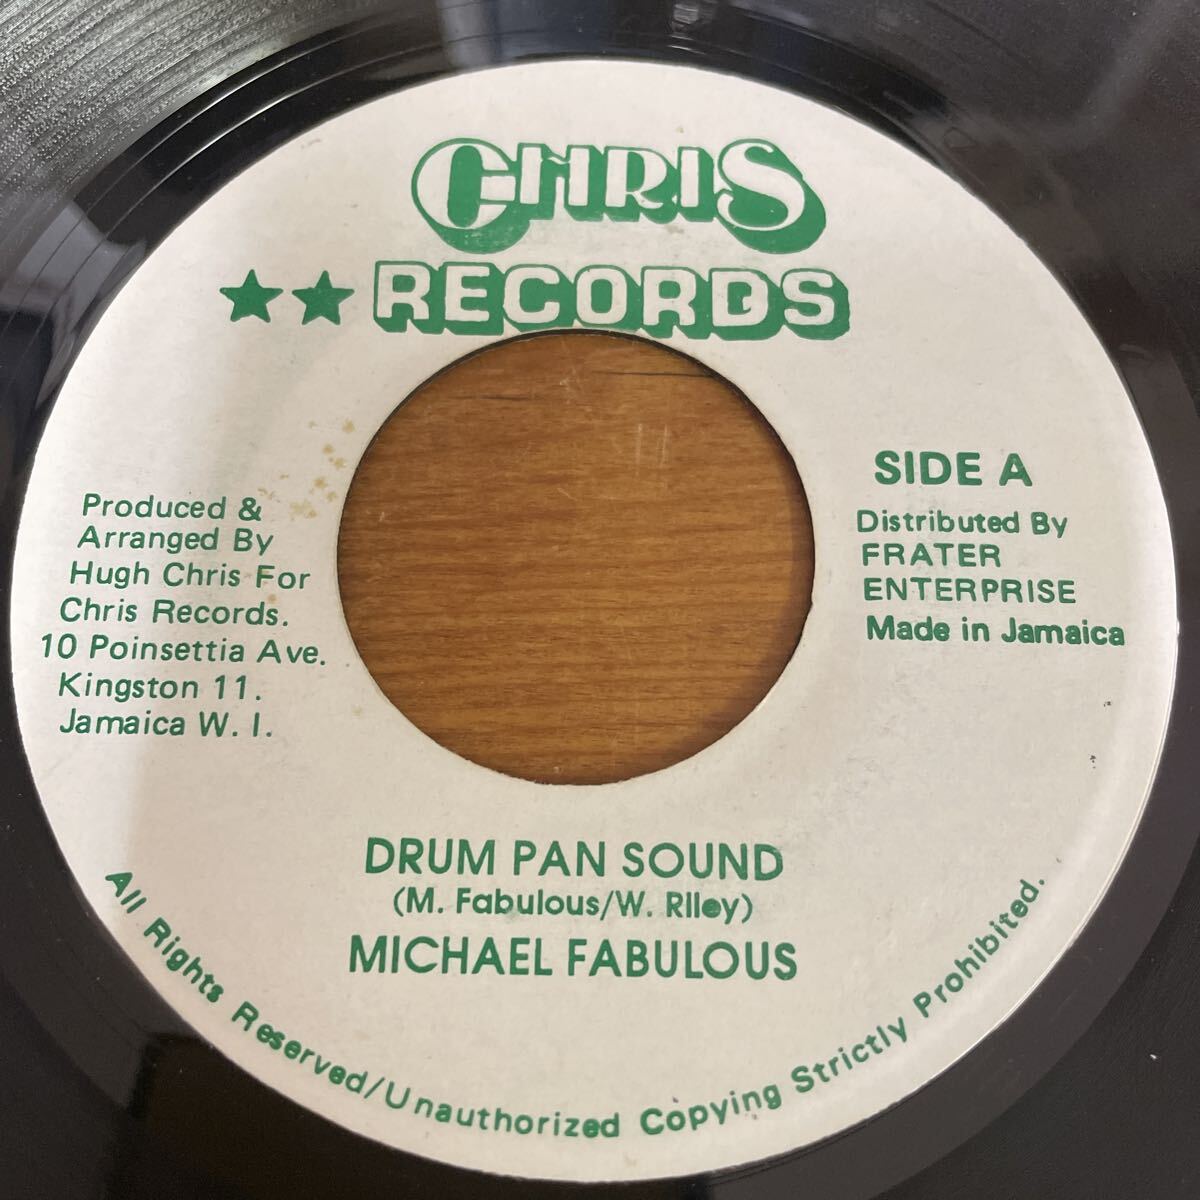 CHRIS
RECORDS
Produced &
Arranged By
Hugh Chris For
Chris Records.
10 Poinsettia Ave.
Kingston 11.
Jamaica W. I.
SIDE A
Distributed By
FRATER
ENTERPRISE
Made in Jamaica
DRUM PAN SOUND
(M. Fabulous/W. RIley)
MICHAEL FABULOUS
All Rights Reserved/Unauthorized Copying Strictly Prohibited.